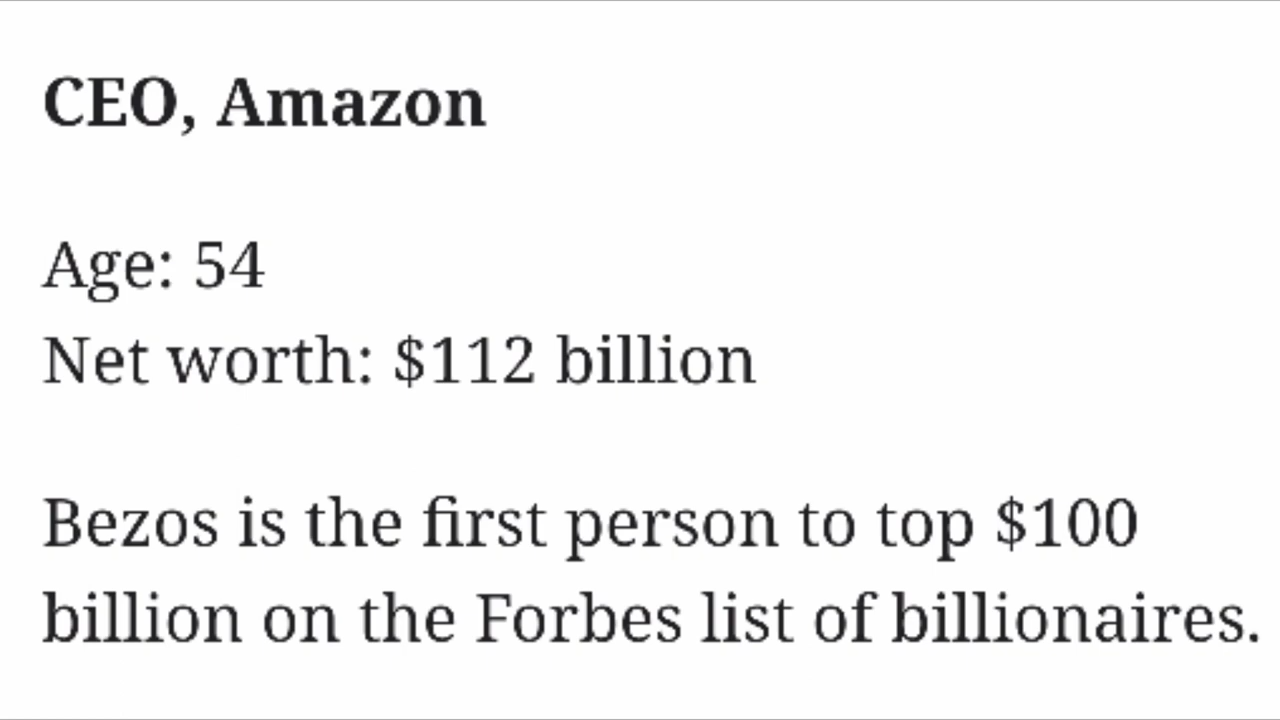 CEO, Amazon
Age: 54
Net worth: $112 billion
Bezos is the first person to top $100
billion on the Forbes list of billionaires.